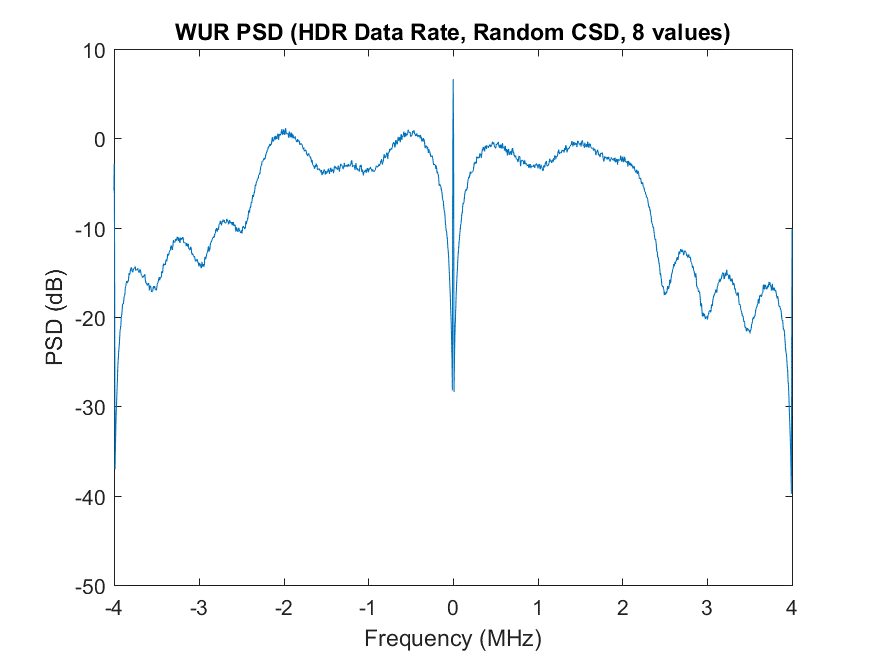 WUR PSD (HDR Data Rate, Random CSD, 8 values)
10
0
-10
-20
-30
-40
-50
PSD (dB)
-4 -3 -2 -1 0 1 2 3 4
Frequency (MHz)